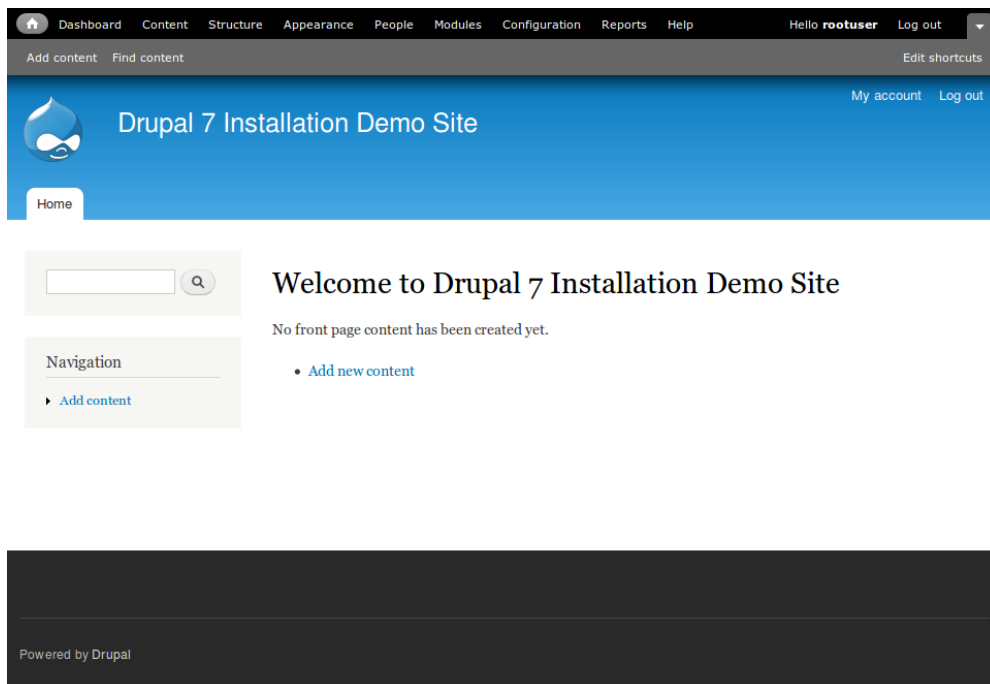 Dashboard Content Structure Appearance People Modules Configuration Reports Help Hello rootuser Log out
Add content Find content Edit shortcuts
My account Log out
Drupal 7 Installation Demo Site
Home
Welcome to Drupal 7 Installation Demo Site
No front page content has been created yet.
Add new content
Navigation
Add content
Powered by Drupal